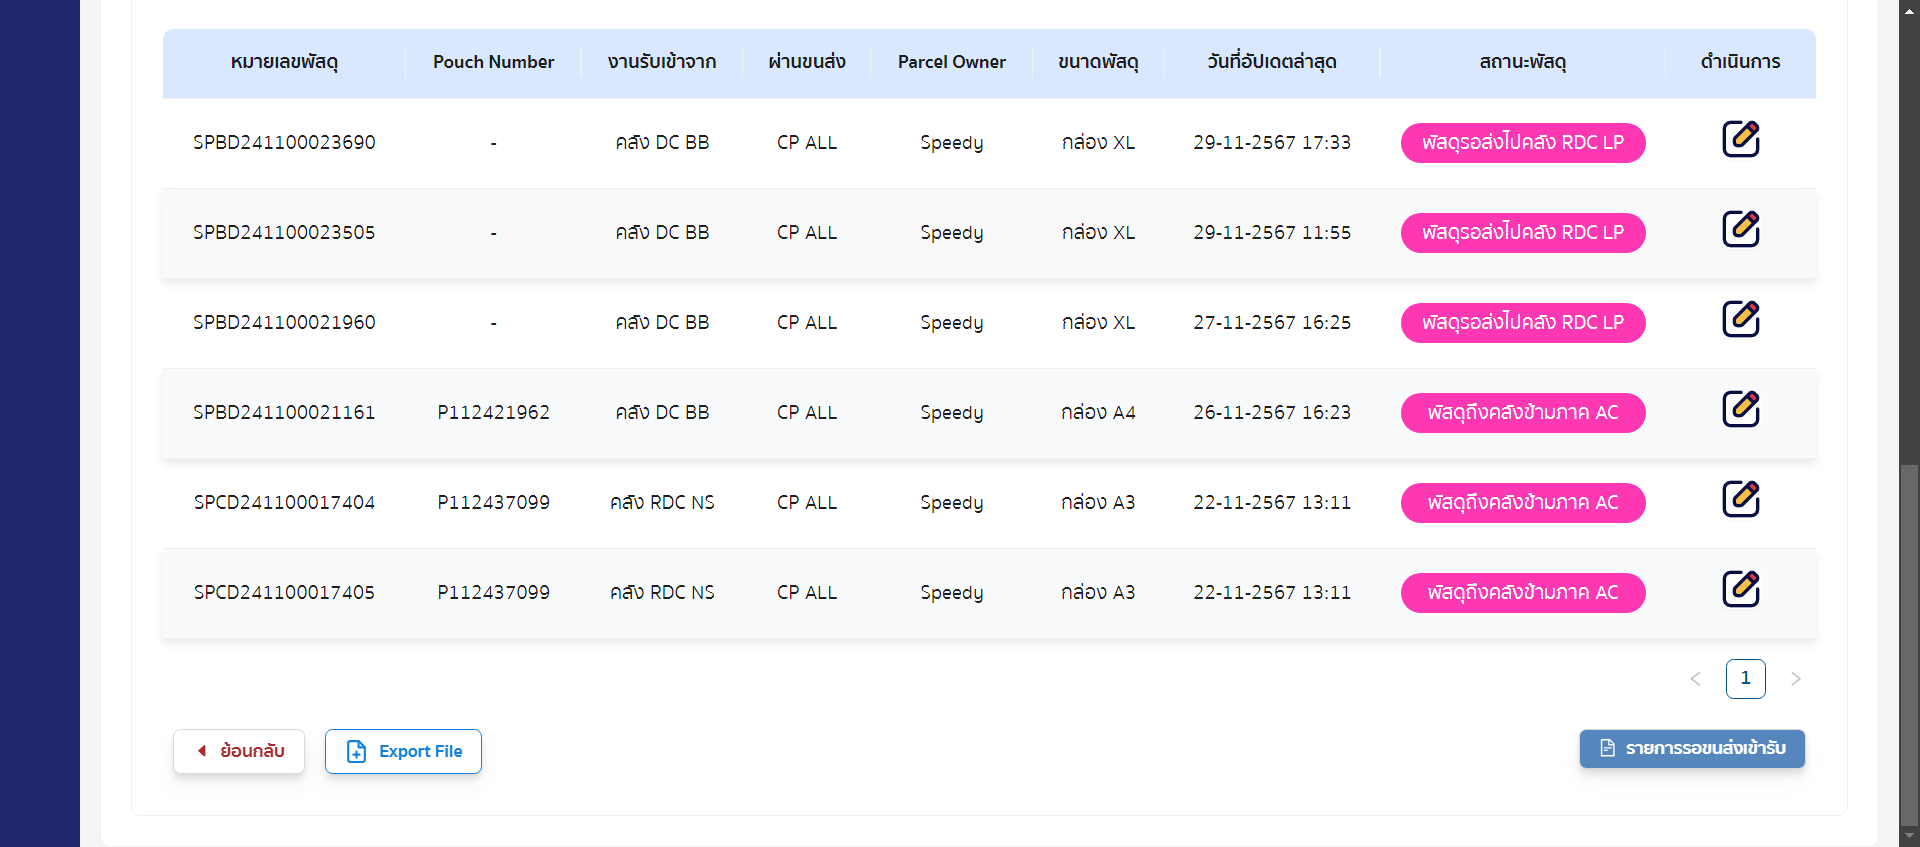 หมายเลขพัสดุ Pouch Number งานรับเข้าจาก ผ่านขนส่ง Parcel Owner ขนาดพัสดุ วันที่อัปเดตล่าสุด สถานะพัสดุ ดำเนินการ
SPBD241100023690 - คลัง DC BB CP ALL Speedy กล่อง XL 29-11-2567 17:33 พัสดุรอส่งไปคลัง RDC LP
SPBD241100023505 - คลัง DC BB CP ALL Speedy กล่อง XL 29-11-2567 11:55 พัสดุรอส่งไปคลัง RDC LP
SPBD241100021960 - คลัง DC BB CP ALL Speedy กล่อง XL 27-11-2567 16:25 พัสดุรอส่งไปคลัง RDC LP
SPBD241100021161 P112421962 คลัง DC BB CP ALL Speedy กล่อง A4 26-11-2567 16:23 พัสดุถึงคลังข้ามภาค AC
SPCD241100017404 P112437099 คลัง RDC NS CP ALL Speedy กล่อง A3 22-11-2567 13:11 พัสดุถึงคลังข้ามภาค AC
SPCD241100017405 P112437099 คลัง RDC NS CP ALL Speedy กล่อง A3 22-11-2567 13:11 พัสดุถึงคลังข้ามภาค AC
1
ย้อนกลับ Export File รายการรอขนส่งเข้ารับ